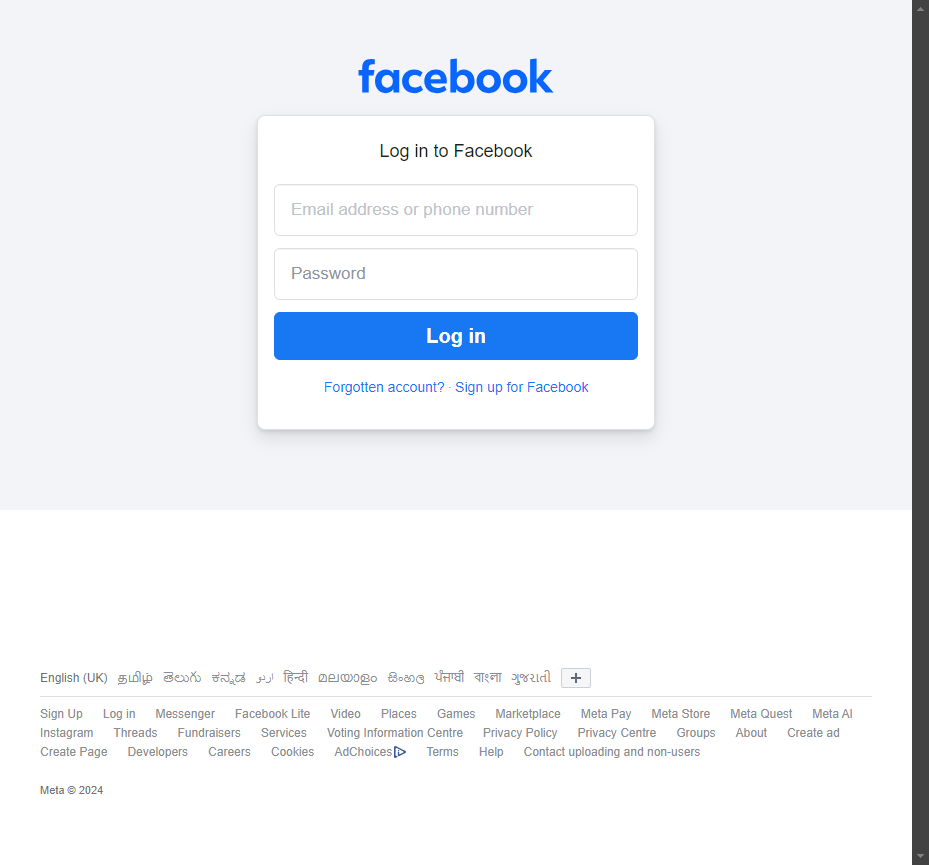 facebook
Log in to Facebook
Email address or phone number
Password
Log in
Forgotten account? · Sign up for Facebook
English (UK) தமிழ் తెలుగు ಕನ್ನಡ اردو हिन्दी മലയാളം සිංහල ਪੰਜਾਬੀ বাংলা ગુજરાતી
Sign Up Log in Messenger Facebook Lite Video Places Games Marketplace Meta Pay Meta Store Meta Quest Meta AI
Instagram Threads Fundraisers Services Voting Information Centre Privacy Policy Privacy Centre Groups About Create ad
Create Page Developers Careers Cookies AdChoices Terms Help Contact uploading and non-users
Meta © 2024